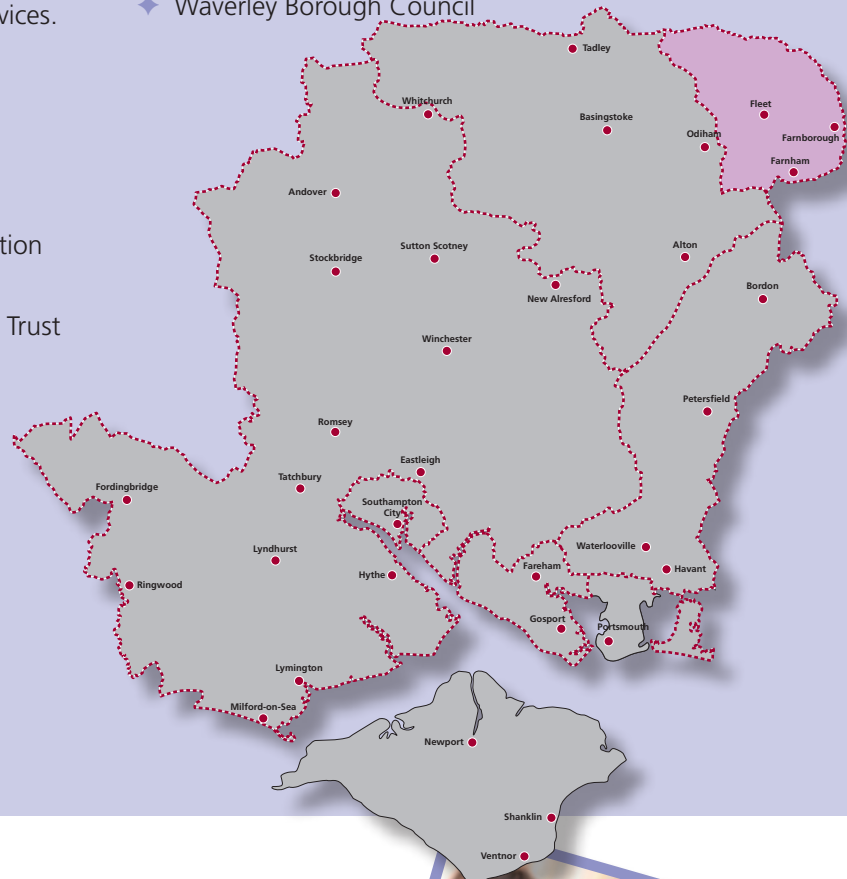 vices.
Waverley Borough Council
tion
Trust
Tadley
Whitchurch
Fleet
Basingstoke
Odiham
Farnborough
Farnham
Andover
Stockbridge
Sutton Scotney
Alton
New Alresford
Bordon
Winchester
Petersfield
Romsey
Eastleigh
Tatchbury
Fordingbridge
Southampton
City
Lyndhurst
Waterlooville
Hythe
Fareham
Havant
Ringwood
Gosport
Portsmouth
Lymington
Milford-on-Sea
Newport
Shanklin
Ventnor